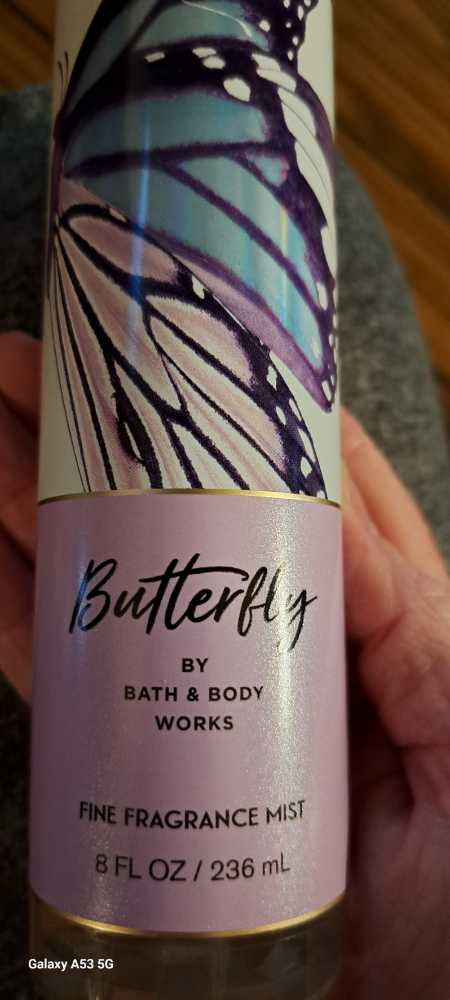 Butterfly
BY
BATH & BODY
WORKS
FINE FRAGRANCE MIST
8 FL OZ / 236 mL
Galaxy A53 5G